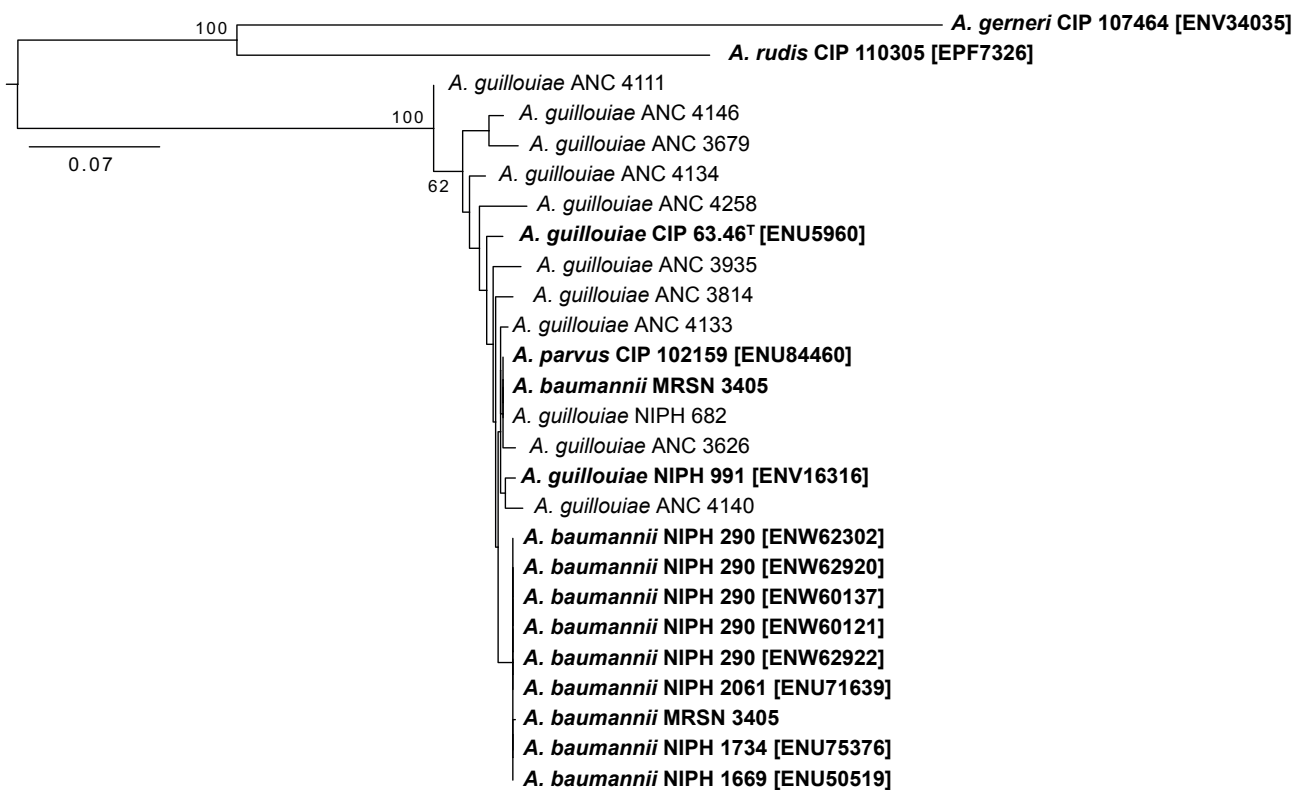 100
A. gerneri CIP 107464 [ENV34035]
A. rudis CIP 110305 [EPF7326]
A. guillouiae ANC 4111
100
A. guillouiae ANC 4146
A. guillouiae ANC 3679
0.07
A. guillouiae ANC 4134
62
A. guillouiae ANC 4258
A. guillouiae CIP 63.46ᵀ [ENU5960]
A. guillouiae ANC 3935
A. guillouiae ANC 3814
A. guillouiae ANC 4133
A. parvus CIP 102159 [ENU84460]
A. baumannii MRSN 3405
A. guillouiae NIPH 682
A. guillouiae ANC 3626
A. guillouiae NIPH 991 [ENV16316]
A. guillouiae ANC 4140
A. baumannii NIPH 290 [ENW62302]
A. baumannii NIPH 290 [ENW62920]
A. baumannii NIPH 290 [ENW60137]
A. baumannii NIPH 290 [ENW60121]
A. baumannii NIPH 290 [ENW62922]
A. baumannii NIPH 2061 [ENU71639]
A. baumannii MRSN 3405
A. baumannii NIPH 1734 [ENU75376]
A. baumannii NIPH 1669 [ENU50519]